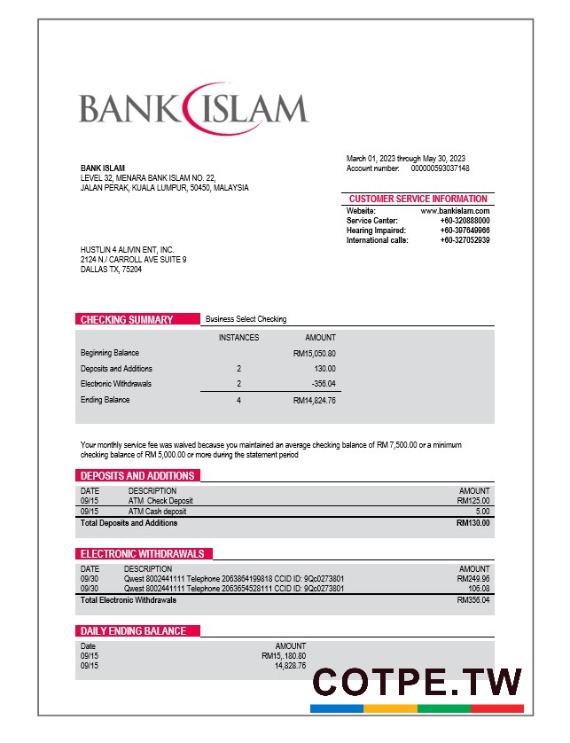 BANK ISLAM
March 01, 2023 through May 30, 2023
Account number: 000000593037148
BANK ISLAM
LEVEL 32, MENARA BANK ISLAM NO. 22,
JALAN PERAK, KUALA LUMPUR, 50450, MALAYSIA
CUSTOMER SERVICE INFORMATION
Website: www.bankislam.com
Service Center: +60-320888000
Hearing Impaired: +60-397649966
International calls: +60-327052939
HUSTLIN 4 ALIVIN ENT, INC.
2124 N./ CARROLL AVE SUITE 9
DALLAS TX, 75204
CHECKING SUMMARY Business Select Checking
INSTANCES AMOUNT
Beginning Balance RM15,050.80
Deposits and Additions 2 130.00
Electronic Withdrawals 2 -356.04
Ending Balance 4 RM14,824.76
Your monthly service fee was waived because you maintained an average checking balance of RM 7,500.00 or a minimum
checking balance of RM 5,000.00 or more during the statement period
DEPOSITS AND ADDITIONS
DATE DESCRIPTION AMOUNT
09/15 ATM Check Deposit RM125.00
09/15 ATM Cash deposit 5.00
Total Deposits and Additions RM130.00
ELECTRONIC WITHDRAWALS
DATE DESCRIPTION AMOUNT
09/30 Qwest 8002441111 Telephone 2063864199818 CCID ID: 9Qc0273801 RM249.96
09/30 Qwest 8002441111 Telephone 2063654528111 CCID ID: 9Qc0273801 106.08
Total Electronic Withdrawals RM356.04
DAILY ENDING BALANCE
Date AMOUNT
09/15 RM15,.180.80
09/15 14,828.76
COTPE.TW